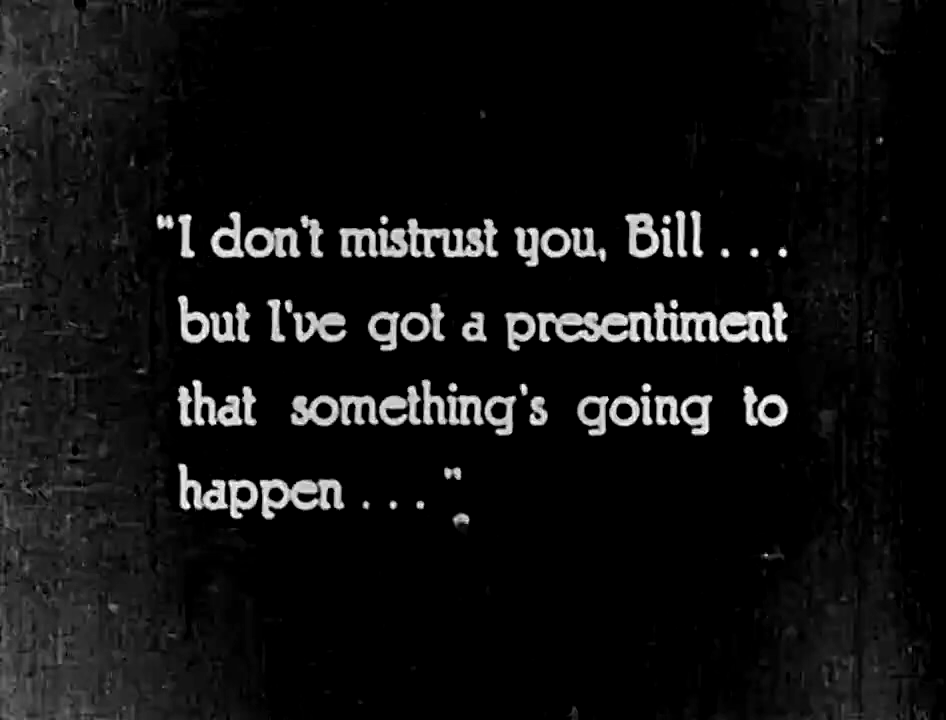 "I don't mistrust you, Bill . . .
but I've got a presentiment
that something's going to
happen . . . "